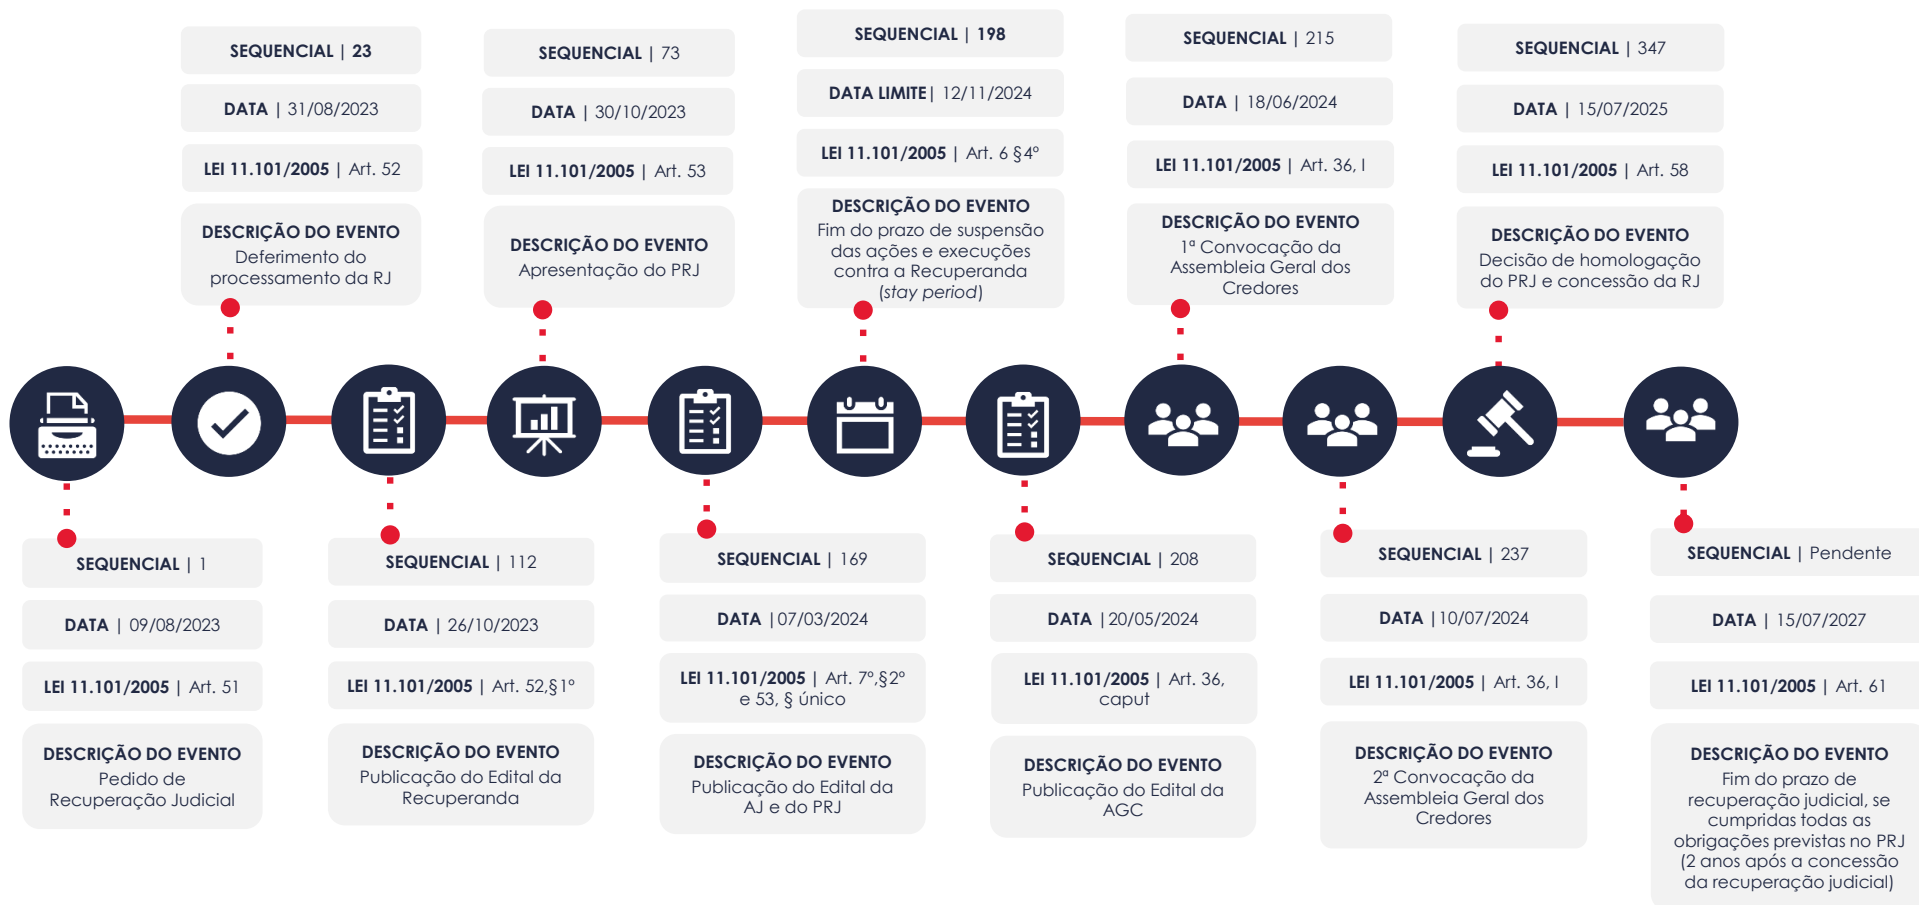 SEQUENCIAL | 23
DATA | 31/08/2023
LEI 11.101/2005 | Art. 52
DESCRIÇÃO DO EVENTO
Deferimento do
processamento da RJ
SEQUENCIAL | 73
DATA | 30/10/2023
LEI 11.101/2005 | Art. 53
DESCRIÇÃO DO EVENTO
Apresentação do PRJ
SEQUENCIAL | 198
DATA LIMITE| 12/11/2024
LEI 11.101/2005 | Art. 6 §4º
DESCRIÇÃO DO EVENTO
Fim do prazo de suspensão
das ações e execuções
contra a Recuperanda
(stay period)
SEQUENCIAL | 215
DATA | 18/06/2024
LEI 11.101/2005 | Art. 36, I
DESCRIÇÃO DO EVENTO
1ª Convocação da
Assembleia Geral dos
Credores
SEQUENCIAL | 347
DATA | 15/07/2025
LEI 11.101/2005 | Art. 58
DESCRIÇÃO DO EVENTO
Decisão de homologação
do PRJ e concessão da RJ
SEQUENCIAL | 1
DATA | 09/08/2023
LEI 11.101/2005 | Art. 51
DESCRIÇÃO DO EVENTO
Pedido de
Recuperação Judicial
SEQUENCIAL | 112
DATA | 26/10/2023
LEI 11.101/2005 | Art. 52,§1º
DESCRIÇÃO DO EVENTO
Publicação do Edital da
Recuperanda
SEQUENCIAL | 169
DATA |07/03/2024
LEI 11.101/2005 | Art. 7º,§2º
e 53, § único
DESCRIÇÃO DO EVENTO
Publicação do Edital da
AJ e do PRJ
SEQUENCIAL | 208
DATA |20/05/2024
LEI 11.101/2005 | Art. 36,
caput
DESCRIÇÃO DO EVENTO
Publicação do Edital da
AGC
SEQUENCIAL | 237
DATA |10/07/2024
LEI 11.101/2005 | Art. 36, I
DESCRIÇÃO DO EVENTO
2ª Convocação da
Assembleia Geral dos
Credores
SEQUENCIAL | Pendente
DATA | 15/07/2027
LEI 11.101/2005 | Art. 61
DESCRIÇÃO DO EVENTO
Fim do prazo de
recuperação judicial, se
cumpridas todas as
obrigações previstas no PRJ
(2 anos após a concessão
da recuperação judicial)